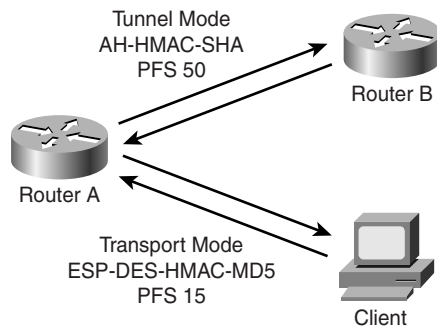 Tunnel Mode
AH-HMAC-SHA
PFS 50
Router B
Router A
Transport Mode
ESP-DES-HMAC-MD5
PFS 15
Client